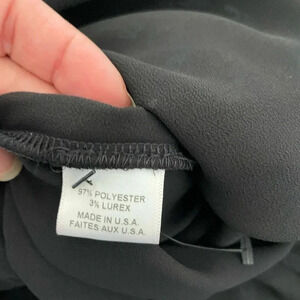 97% POLYESTER
3% LUREX
MADE IN U.S.A.
FAITES AUX U.S.A.